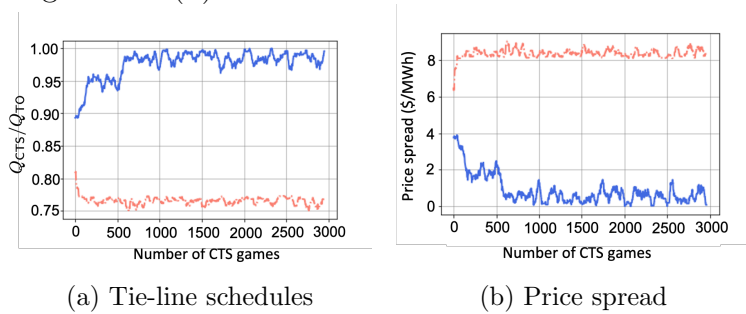 1.00
0.95
0.90
0.85
0.80
0.75
Q_CTS/Q_TO
0 500 1000 1500 2000 2500 3000
Number of CTS games
(a) Tie-line schedules
8
6
4
2
0
Price spread ($/MWh)
0 500 1000 1500 2000 2500 3000
Number of CTS games
(b) Price spread